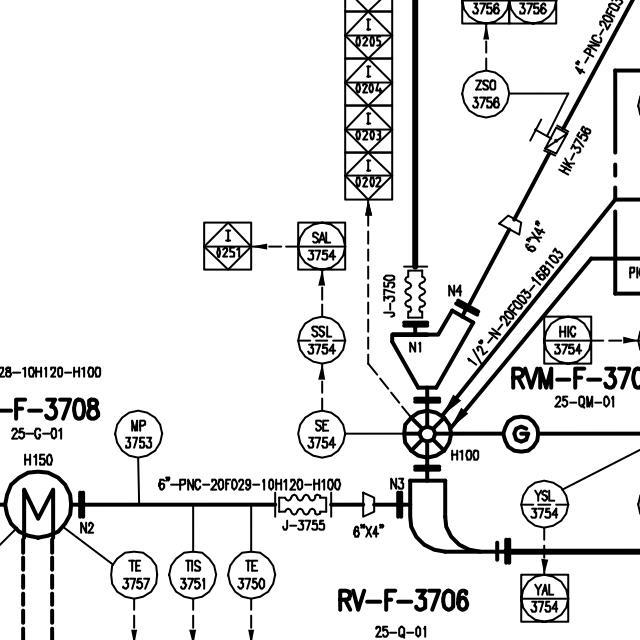 3756
3756
I
0205
I
0204
I
0203
I
0202
ZSO
3756
4"-PNC-20F03
HK-3756
6"X4"
I
0251
SAL
3754
J-3750
N4
N1
1/2"-N-20F003-16B103
HIC
3754
SSL
3754
28-10H120-H100
RVM-F-370
25-QM-01
-F-3708
25-G-01
MP
3753
SE
3754
G
H100
H150
6"-PNC-20F029-10H120-H100
N3
N2
J-3755
6"X4"
YSL
3754
TE
3757
TIS
3751
TE
3750
YAL
3754
RV-F-3706
25-Q-01